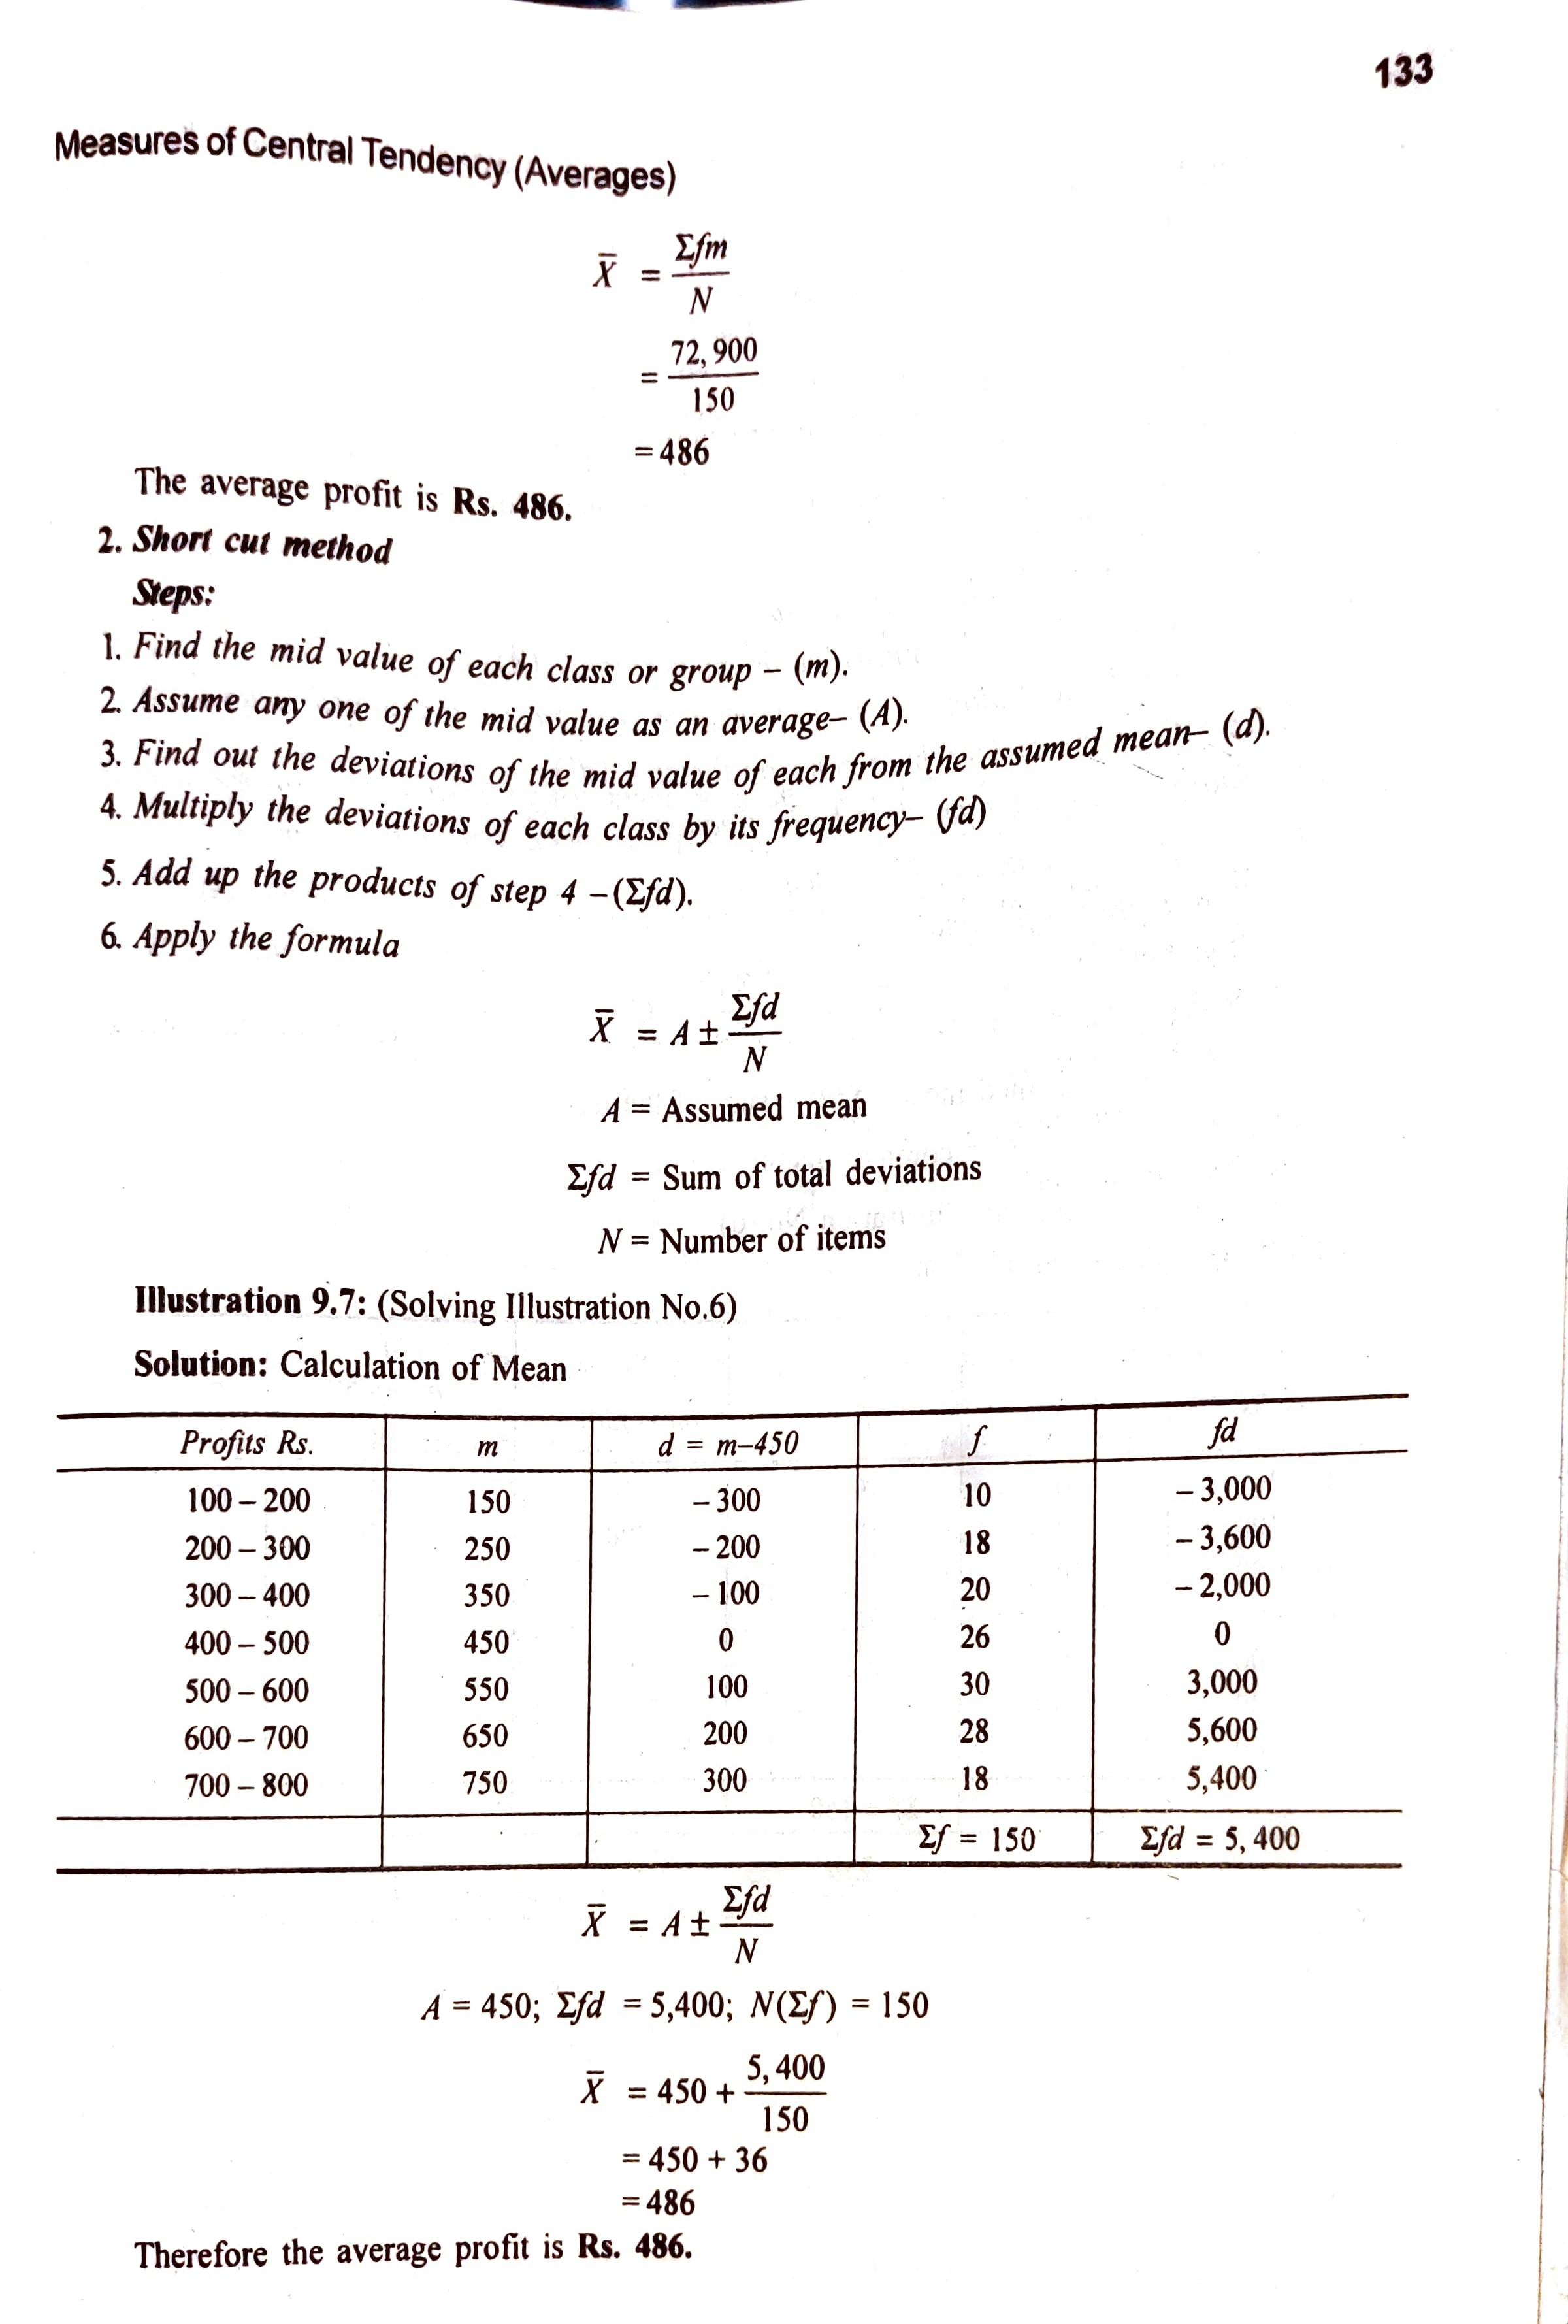 133
Measures of Central Tendency (Averages)
X̄ = Σfm / N
= 72,900 / 150
= 486
The average profit is Rs. 486.
2. Short cut method
Steps:
1. Find the mid value of each class or group – (m).
2. Assume any one of the mid value as an average– (A).
3. Find out the deviations of the mid value of each from the assumed mean– (d).
4. Multiply the deviations of each class by its frequency– (fd)
5. Add up the products of step 4 –(Σfd).
6. Apply the formula
X̄ = A ± Σfd / N
A = Assumed mean
Σfd = Sum of total deviations
N = Number of items
Illustration 9.7: (Solving Illustration No.6)
Solution: Calculation of Mean
Profits Rs. m d = m–450 f fd
100 – 200 150 – 300 10 – 3,000
200 – 300 250 – 200 18 – 3,600
300 – 400 350 – 100 20 – 2,000
400 – 500 450 0 26 0
500 – 600 550 100 30 3,000
600 – 700 650 200 28 5,600
700 – 800 750 300 18 5,400
Σf = 150 Σfd = 5,400
X̄ = A ± Σfd / N
A = 450; Σfd = 5,400; N(Σf) = 150
X̄ = 450 + 5,400 / 150
= 450 + 36
= 486
Therefore the average profit is Rs. 486.